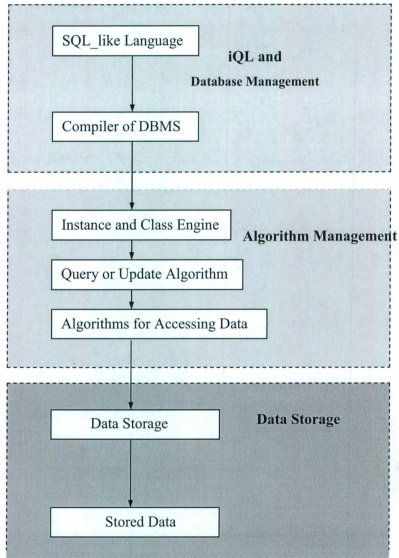 SQL_like Language
iQL and
Database Management
Compiler of DBMS
Instance and Class Engine
Algorithm Management
Query or Update Algorithm
Algorithms for Accessing Data
Data Storage
Data Storage
Stored Data